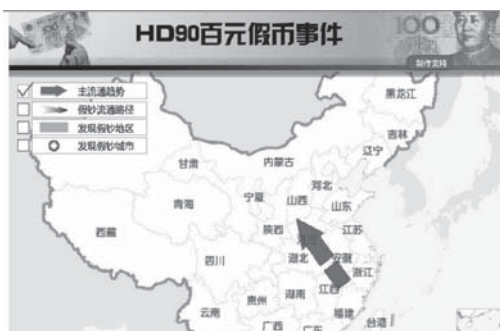 HD90百元假币事件
100
制作支持
主流通趋势
假钞流通路径
发现假钞地区
发现假钞城市
黑龙江
吉林
辽宁
内蒙古
甘肃
河北
宁夏
山西
山东
青海
陕西
江苏
西藏
湖北
安徽
四川
浙江
湖南
江西
贵州
福建
云南
台湾
广西
广东